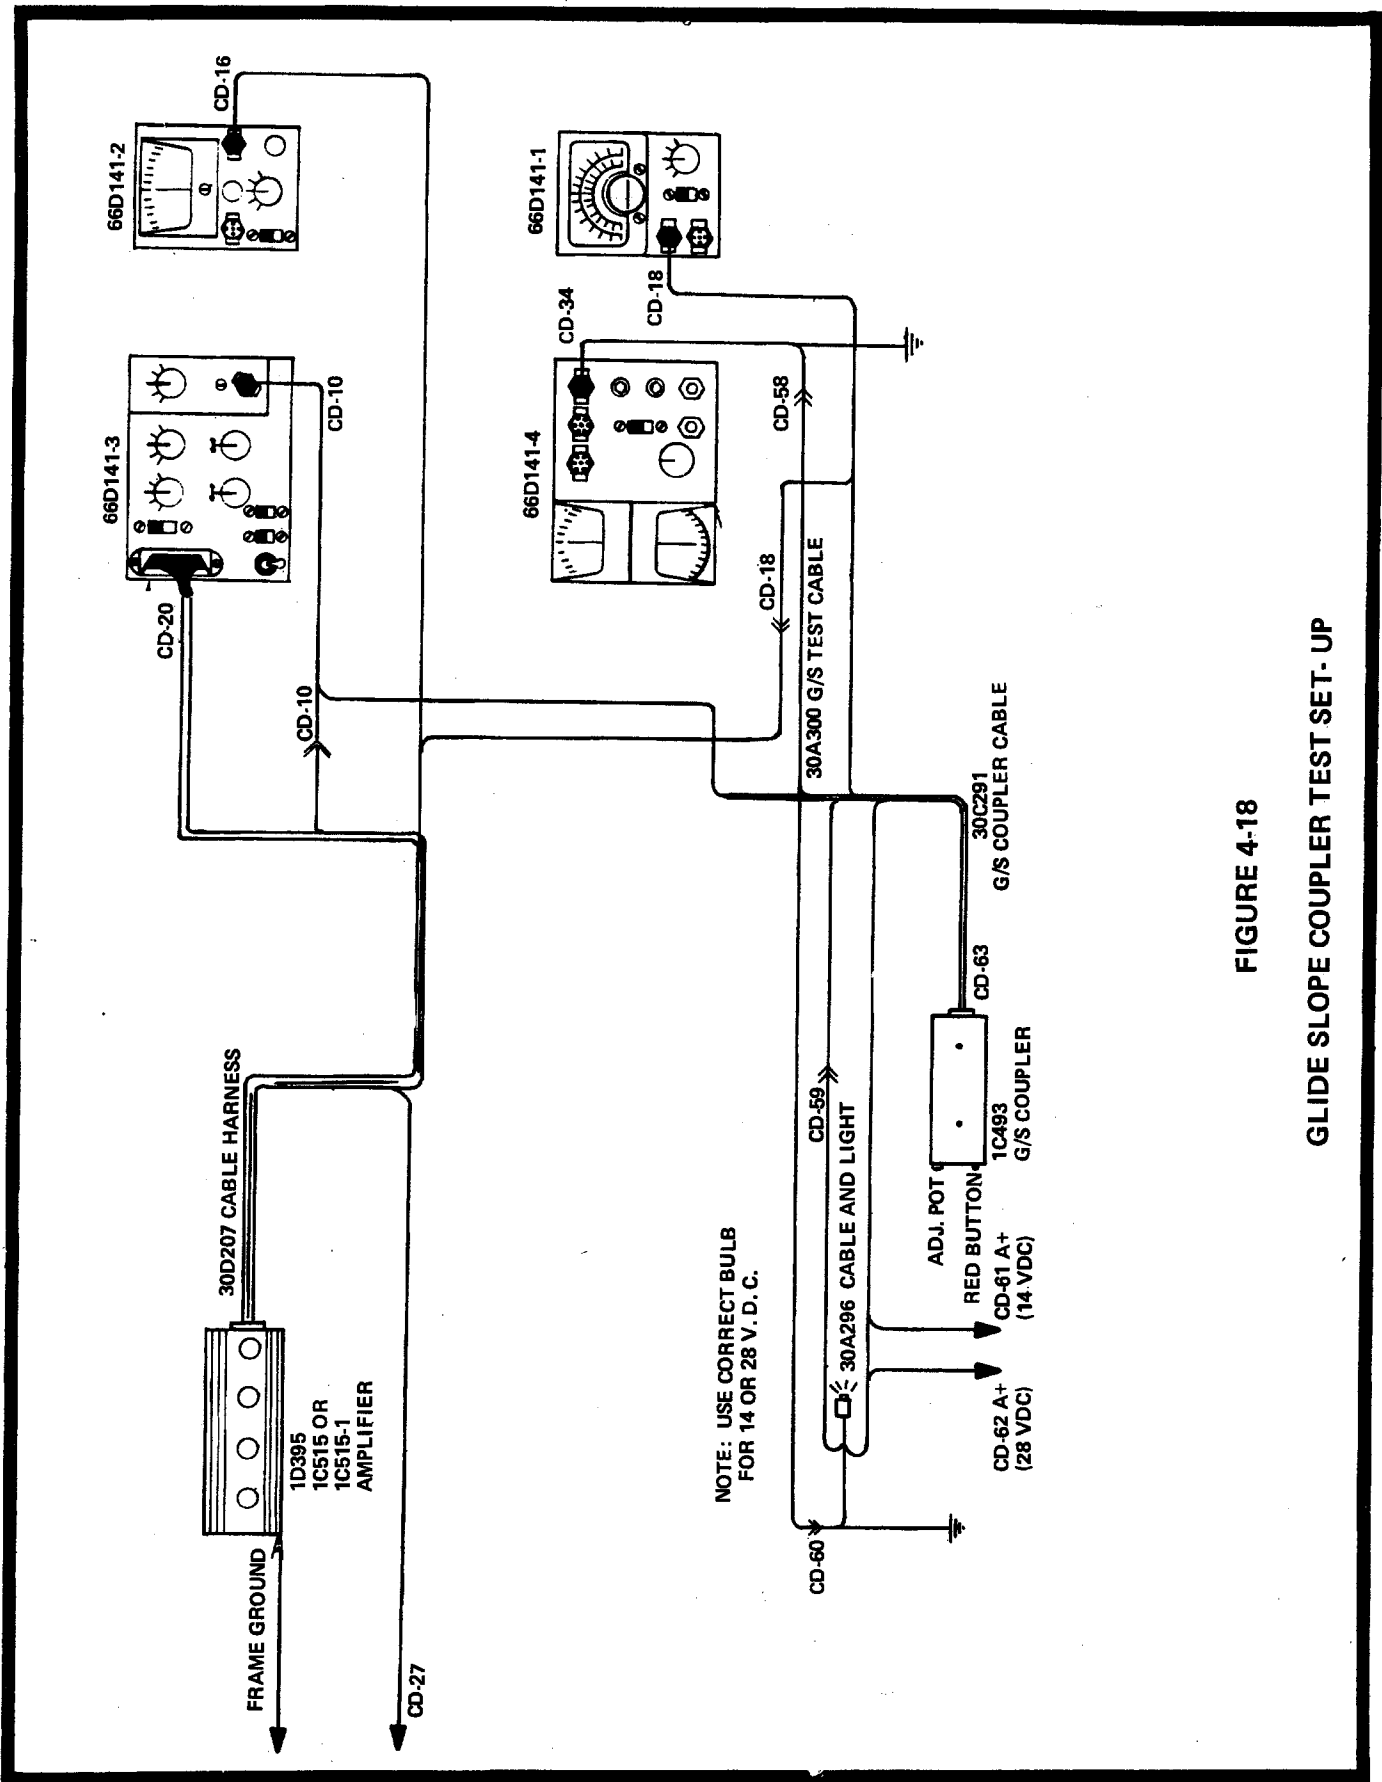 FRAME GROUND
30D207 CABLE HARNESS
CD-20
66D141-3
66D141-2
CD-16
1D395
1C515 OR
1C515-1
AMPLIFIER
CD-10
CD-10
CD-27
66D141-4
CD-34
66D141-1
CD-18
NOTE: USE CORRECT BULB
FOR 14 OR 28 V. D. C.
CD-18
CD-58
CD-60
CD-59
30A300 G/S TEST CABLE
30A296 CABLE AND LIGHT
ADJ. POT
RED BUTTON
CD-63
30C291
G/S COUPLER CABLE
CD-62 A+
(28 VDC)
CD-61 A+
(14 VDC)
1C493
G/S COUPLER
FIGURE 4-18
GLIDE SLOPE COUPLER TEST SET- UP